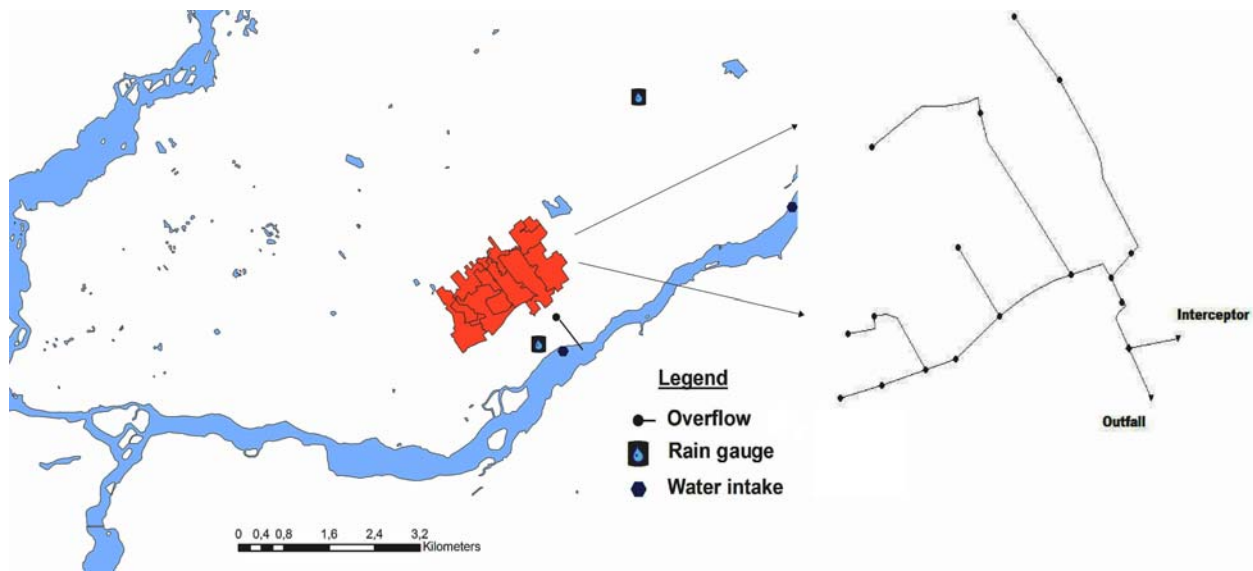 Interceptor
Outfall
Legend
Overflow
Rain gauge
Water intake
0 0,4 0,8 1,6 2,4 3,2
Kilometers